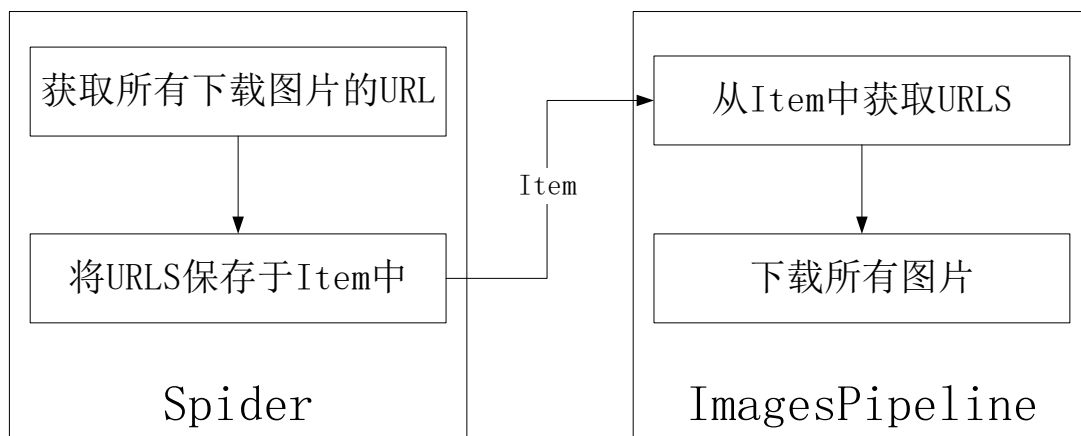 获取所有下载图片的URL
将URLS保存于Item中
Spider
Item
从Item中获取URLS
下载所有图片
ImagesPipeline